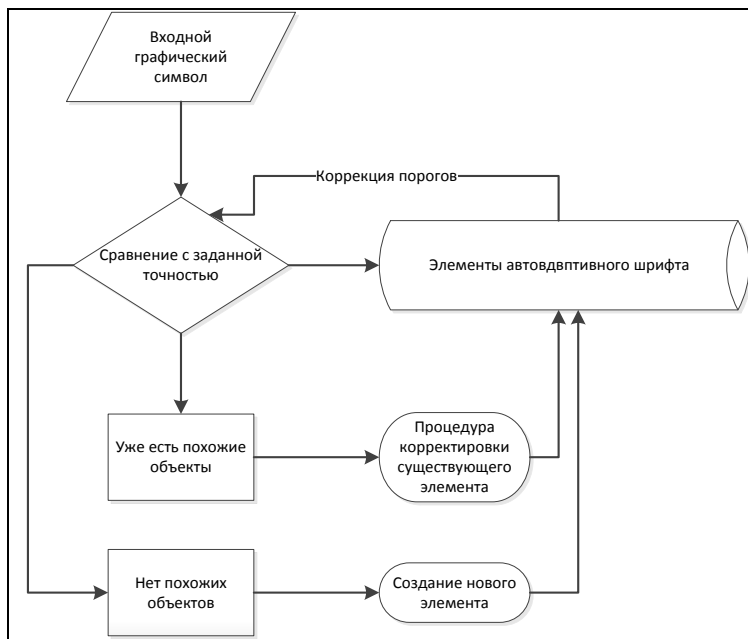 Входной
графический
символ
Коррекция порогов
Сравнение с заданной
точностью
Элементы автовдвптивного шрифта
Уже есть похожие
объекты
Процедура
корректировки
существующего
элемента
Нет похожих
объектов
Создание нового
элемента